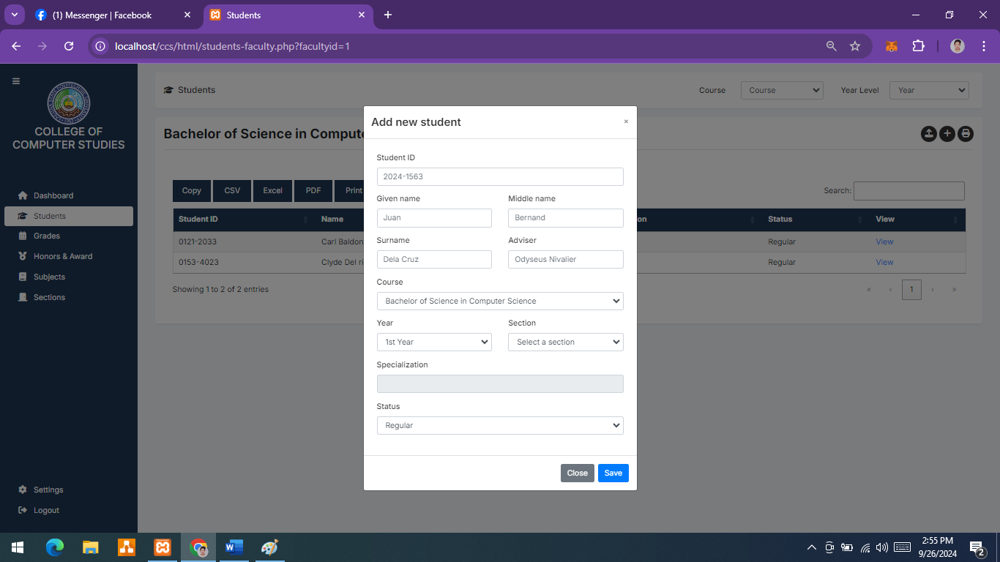 (1) Messenger | Facebook
Students
localhost/ccs/html/students-faculty.php?facultyid=1
COLLEGE OF
COMPUTER STUDIES
Dashboard
Students
Grades
Honors & Award
Subjects
Sections
Settings
Logout
Students
Course Course Year Level Year
Bachelor of Science in Compute
Copy CSV Excel PDF Print
Search:
Student ID Name on Status View
0121-2033 Carl Baldon Regular View
0153-4023 Clyde Del ri Regular View
Showing 1 to 2 of 2 entries
« ‹ 1 › »
Add new student ×
Student ID
2024-1563
Given name Middle name
Juan Bernand
Surname Adviser
Dela Cruz Odyseus Nivalier
Course
Bachelor of Science in Computer Science
Year Section
1st Year Select a section
Specialization
Status
Regular
Close Save
2:55 PM
9/26/2024
2